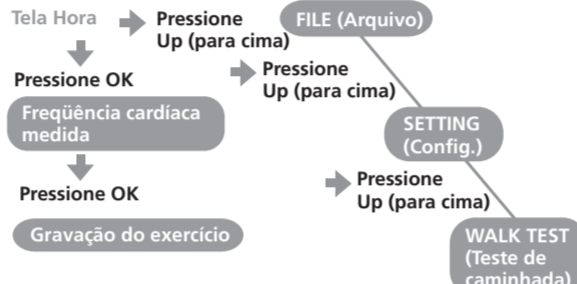 Tela Hora
Pressione
Up (para cima)
FILE (Arquivo)
Pressione OK
Pressione
Up (para cima)
Freqüência cardíaca
medida
SETTING
(Config.)
Pressione OK
Pressione
Up (para cima)
Gravação do exercício
WALK TEST
(Teste de
caminhada)